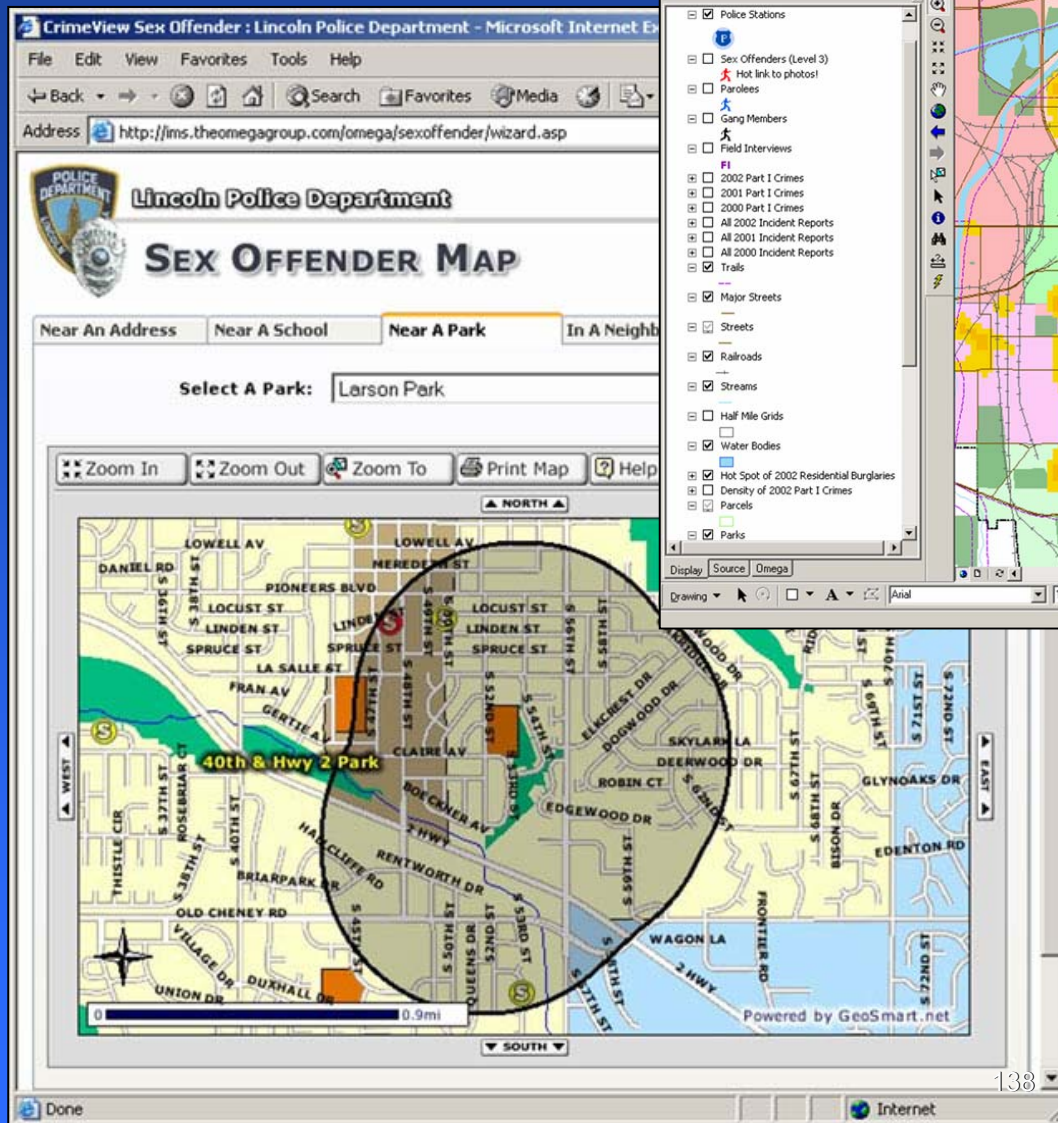 CrimeView Sex Offender : Lincoln Police Department - Microsoft Internet Ex
File Edit View Favorites Tools Help
Back Search Favorites Media
Address http://ims.theomegagroup.com/omega/sexoffender/wizard.asp
POLICE
DEPARTMENT
Lincoln Police Department
SEX OFFENDER MAP
Near An Address Near A School Near A Park In A Neighb
Select A Park: Larson Park
Zoom In Zoom Out Zoom To Print Map Help
▲ NORTH ▲
LOWELL AV LOWELL AV
DANIEL RD MEREDETH ST
S 36TH ST
S 38TH ST
PIONEERS BLVD
LOCUST ST LOCUST ST
LINDEN ST LINDEN ST
S 49TH ST
S 56TH ST
S 58TH ST
SPRUCE ST SPRUCE ST SPRUCE ST
LA SALLE ST
FRAN AV
GERTIE AV
S 47TH ST
S 48TH ST
S 52ND ST
S 54TH ST
S 53RD ST
ELKCREST DR
DOGWOOD DR
SKYLARK LA
DEERWOOD DR
ROBIN CT
S 62ND ST
S 67TH ST
S 69TH ST
S 70TH
S 71ST ST
S 72ND ST
GLYNOAKS DR
CLAIRE AV
40th & Hwy 2 Park
▲ WEST ▲
▲ EAST ▲
BOECKNER AV
EDGEWOOD DR
2 HWY
THISTLE CIR
S 37TH ST
ROSEBRIAR CT
S 38TH ST
S 40TH ST
RENTWORTH DR
BRIARPARK DR
S 59TH ST
S 68TH ST
BISON DR
EDENTON RD
OLD CHENEY RD
VILLAGE DR
S 45TH ST
S 50TH ST
QUEENS DR
52ND ST
S 53RD ST
WAGON LA
FRONTIER RD
2 HWY
S 57TH ST
S 72ND ST
UNION DR
DUXHALL DR
0 0.9mi
Powered by GeoSmart.net
▼ SOUTH ▼
Done Internet
Police Stations
P
Sex Offenders (Level 3)
Hot link to photos!
Parolees
Gang Members
Field Interviews
FI
2002 Part I Crimes
2001 Part I Crimes
2000 Part I Crimes
All 2002 Incident Reports
All 2001 Incident Reports
All 2000 Incident Reports
Trails
Major Streets
Streets
Railroads
Streams
Half Mile Grids
Water Bodies
Hot Spot of 2002 Residential Burglaries
Density of 2002 Part I Crimes
Parcels
Parks
Display Source Omega
Drawing A Arial
138